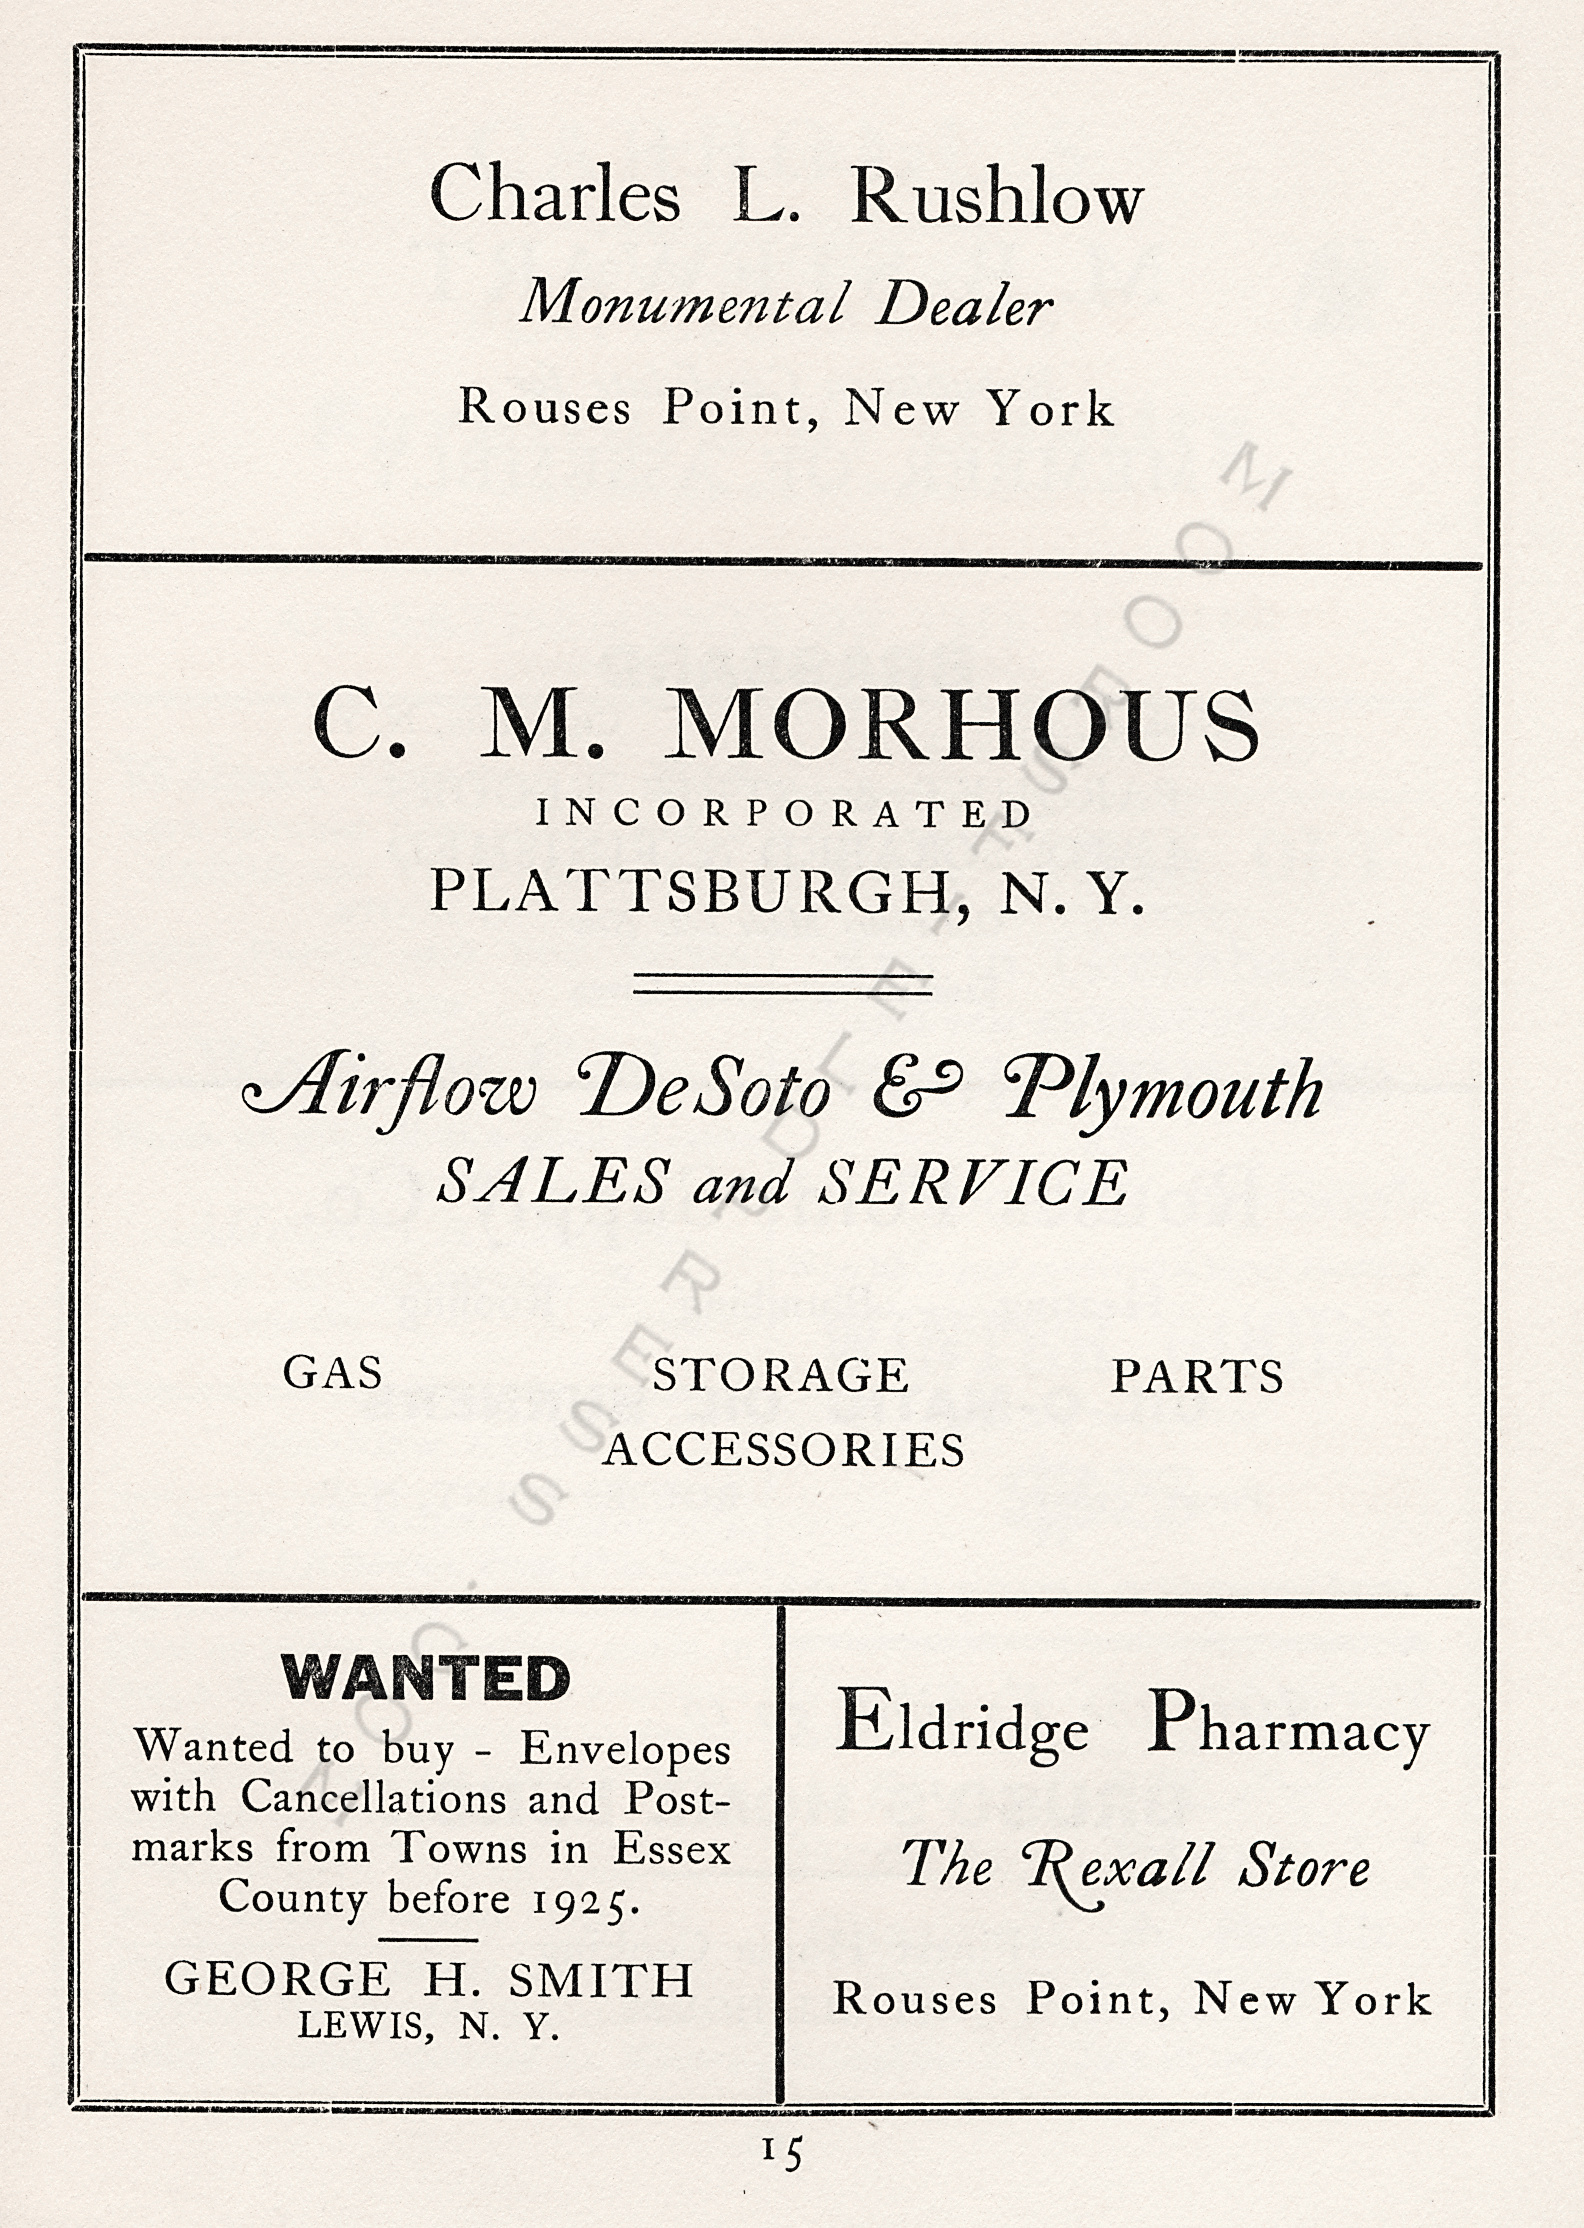 Charles L. Rushlow
Monumental Dealer
Rouses Point, New York
C. M. MORHOUS
INCORPORATED
PLATTSBURGH, N. Y.
Airflow DeSoto & Plymouth
SALES and SERVICE
GAS STORAGE PARTS
ACCESSORIES
WANTED
Wanted to buy - Envelopes
with Cancellations and Post-
marks from Towns in Essex
County before 1925.
GEORGE H. SMITH
LEWIS, N. Y.
Eldridge Pharmacy
The Rexall Store
Rouses Point, New York
15